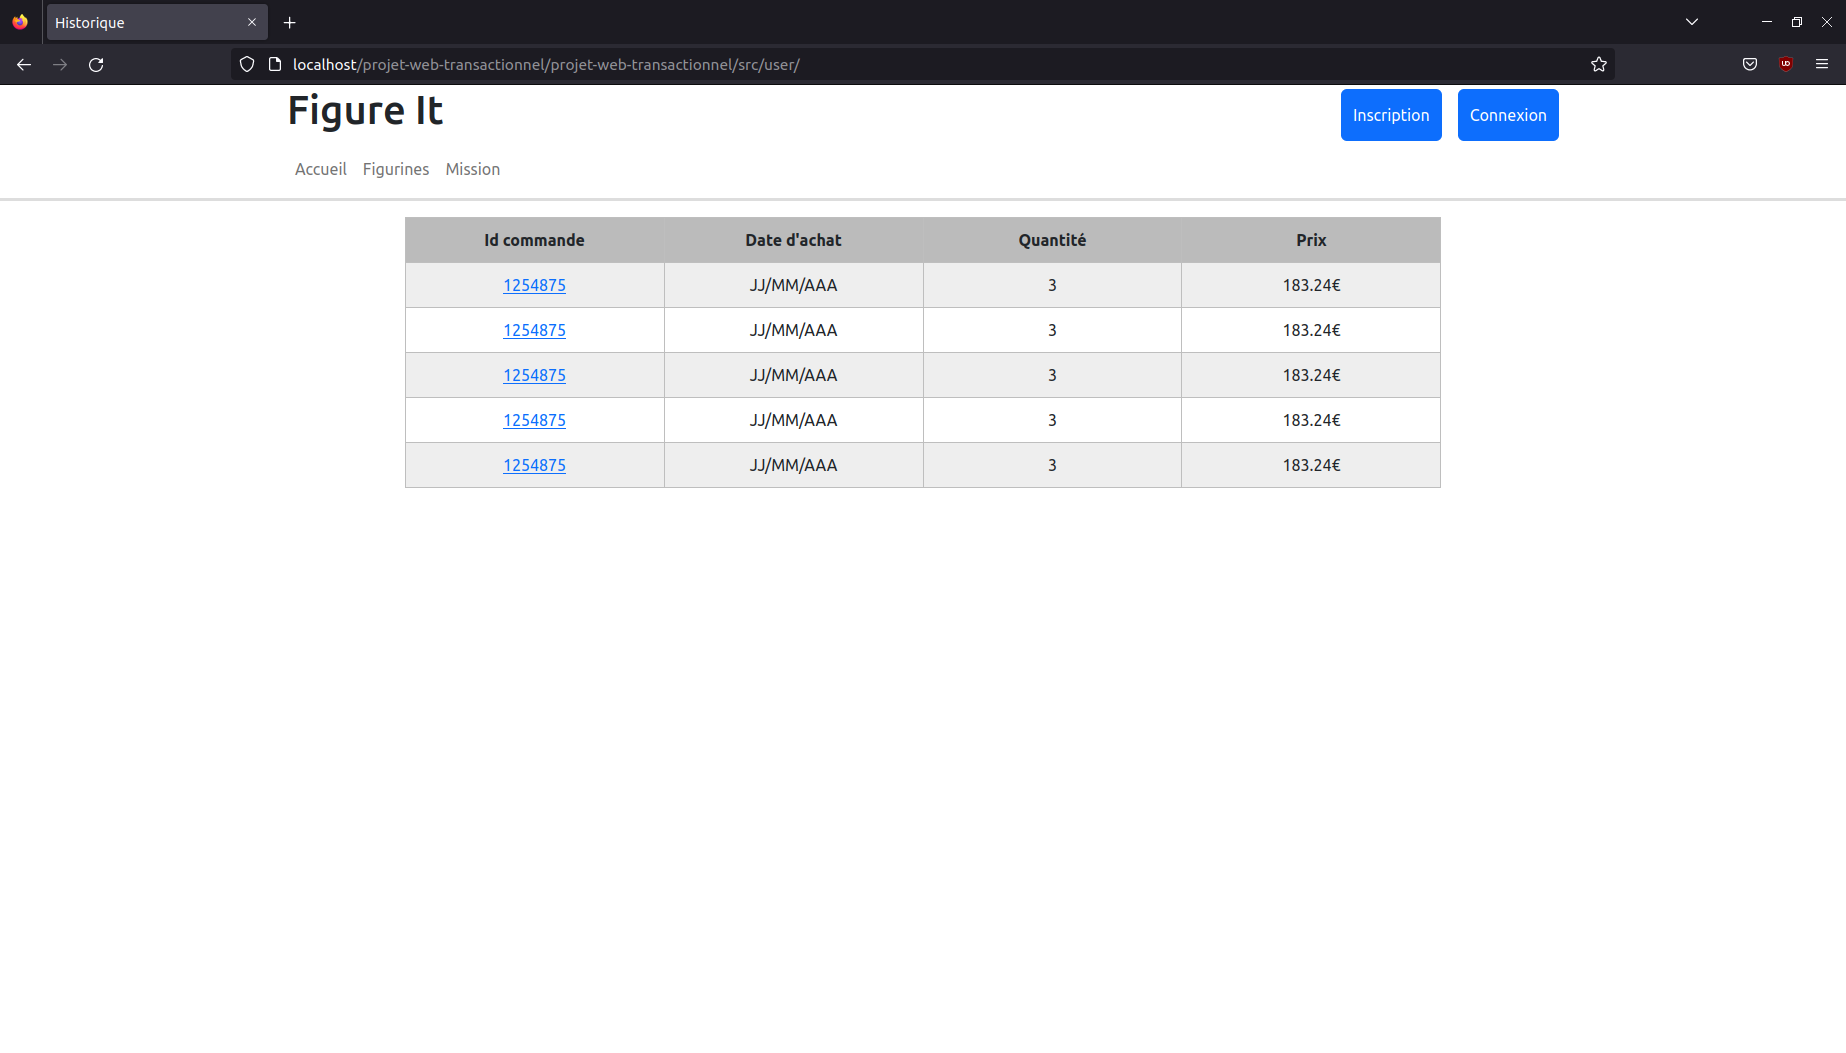 Historique
localhost/projet-web-transactionnel/projet-web-transactionnel/src/user/
Figure It
Inscription Connexion
Accueil Figurines Mission
Id commande Date d'achat Quantité Prix
1254875 JJ/MM/AAA 3 183.24€
1254875 JJ/MM/AAA 3 183.24€
1254875 JJ/MM/AAA 3 183.24€
1254875 JJ/MM/AAA 3 183.24€
1254875 JJ/MM/AAA 3 183.24€